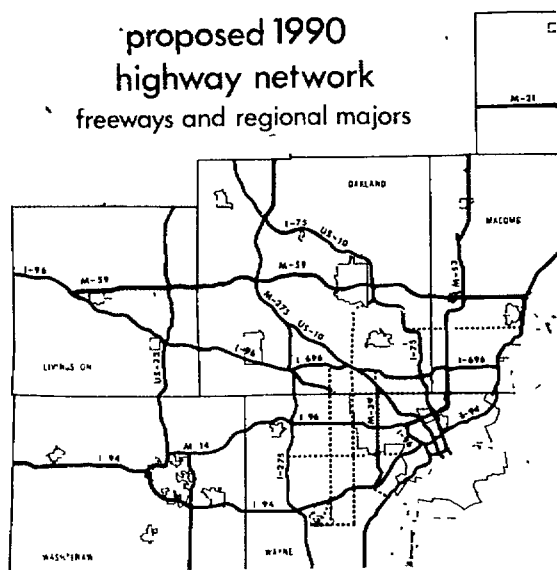 proposed 1990
highway network
freeways and regional majors
M-21
OAKLAND
MACOMB
I-75
US-10
I-96
M-59
M-59
M-53
M-275
US-10
I-75
I-96
I 696
I-696
LIVINGSTON
US-23
M-39
I 96
I-94
M 14
I 94
I-275
I 94
WASHTENAW
WAYNE